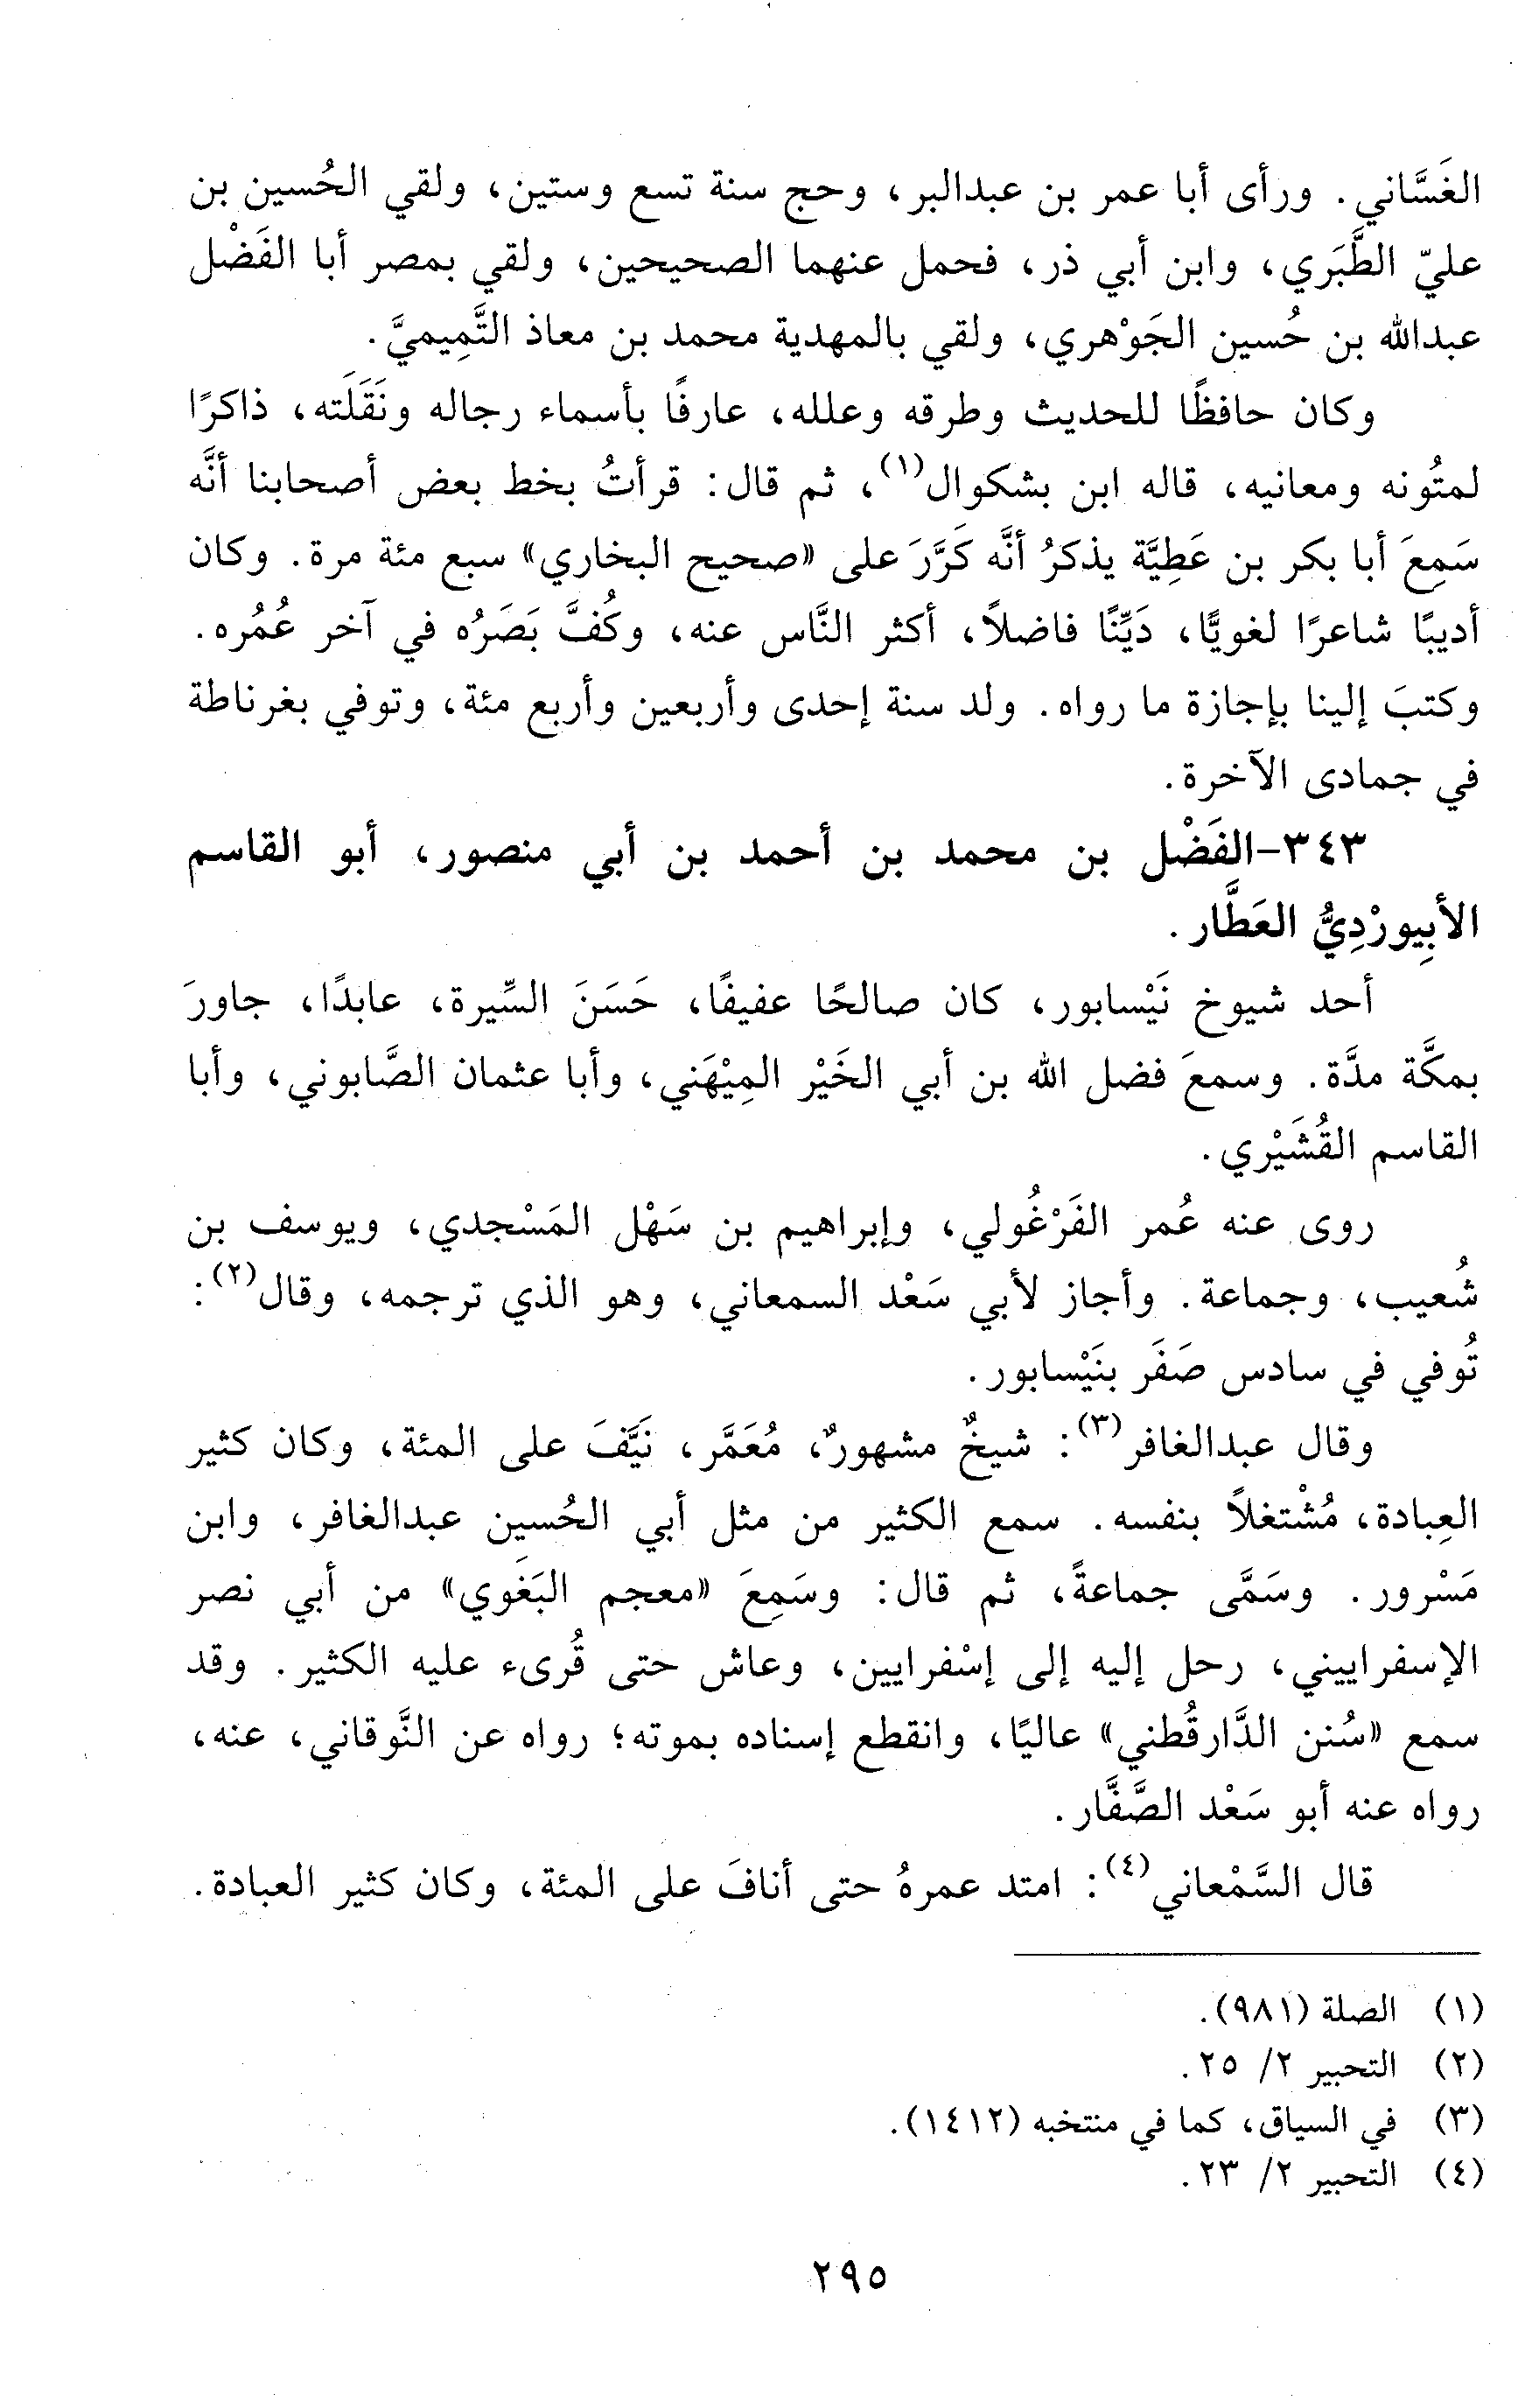 الغَسَّاني. ورأى أبا عمر بن عبدالبر، وحج سنة تسع وستين، ولقي الحُسين بن
عليّ الطَّبَري، وابن أبي ذر، فحمل عنهما الصحيحين، ولقي بمصر أبا الفَضْل
عبدالله بن حُسين الجَوْهري، ولقي بالمهدية محمد بن معاذ التَّمِيميَّ.
وكان حافظًا للحديث وطرقه وعلله، عارفًا بأسماء رجاله ونَقَلَته، ذاكرًا
لمتُونه ومعانيه، قاله ابن بشكوال(١)، ثم قال: قرأتُ بخط بعض أصحابنا أنَّه
سَمِعَ أبا بكر بن عَطِيَّة يذكرُ أنَّه كَرَّرَ على «صحيح البخاري» سبع مئة مرة. وكان
أديبًا شاعرًا لغويًّا، دَيِّنًا فاضلاً، أكثر النَّاس عنه، وكُفَّ بَصَرُه في آخر عُمُره.
وكتبَ إلينا بإجازة ما رواه. ولد سنة إحدى وأربعين وأربع مئة، وتوفي بغرناطة
في جمادى الآخرة.
٣٤٣-الفَضْل بن محمد بن أحمد بن أبي منصور، أبو القاسم
الأبِيورْدِيُّ العَطَّار.
أحد شيوخ نَيْسابور، كان صالحًا عفيفًا، حَسَنَ السِّيرة، عابدًا، جاورَ
بمكَّة مدَّة. وسمعَ فضل الله بن أبي الخَيْر المِيْهَني، وأبا عثمان الصَّابوني، وأبا
القاسم القُشَيْري.
روى عنه عُمر الفَرْغُولي، وإبراهيم بن سَهْل المَسْجدي، ويوسف بن
شُعيب، وجماعة. وأجاز لأبي سَعْد السمعاني، وهو الذي ترجمه، وقال(٢):
تُوفي في سادس صَفَر بنَيْسابور.
وقال عبدالغافر(٣): شيخٌ مشهورٌ، مُعَمَّر، نَيَّفَ على المئة، وكان كثير
العِبادة، مُشْتغلاً بنفسه. سمع الكثير من مثل أبي الحُسين عبدالغافر، وابن
مَسْرور. وسَمَّى جماعةً، ثم قال: وسَمِعَ «معجم البَغَوي» من أبي نصر
الإسفراييني، رحل إليه إلى إسْفرايين، وعاش حتى قُرىء عليه الكثير. وقد
سمع «سُنن الدَّارقُطني» عاليًا، وانقطع إسناده بموته؛ رواه عن النَّوقاني، عنه،
رواه عنه أبو سَعْد الصَّفَّار.
قال السَّمْعاني(٤): امتد عمرهُ حتى أنافَ على المئة، وكان كثير العبادة.
(١) الصلة (٩٨١).
(٢) التحبير ٢/ ٢٥.
(٣) في السياق، كما في منتخبه (١٤١٢).
(٤) التحبير ٢/ ٢٣.
٢٩٥